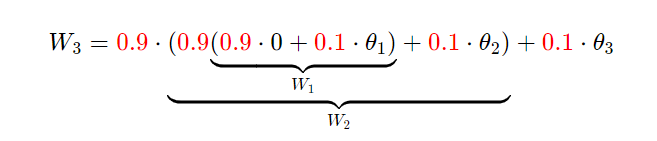 W₃ = 0.9 · (0.9(0.9 · 0 + 0.1 · θ₁) + 0.1 · θ₂) + 0.1 · θ₃
W₁
W₂